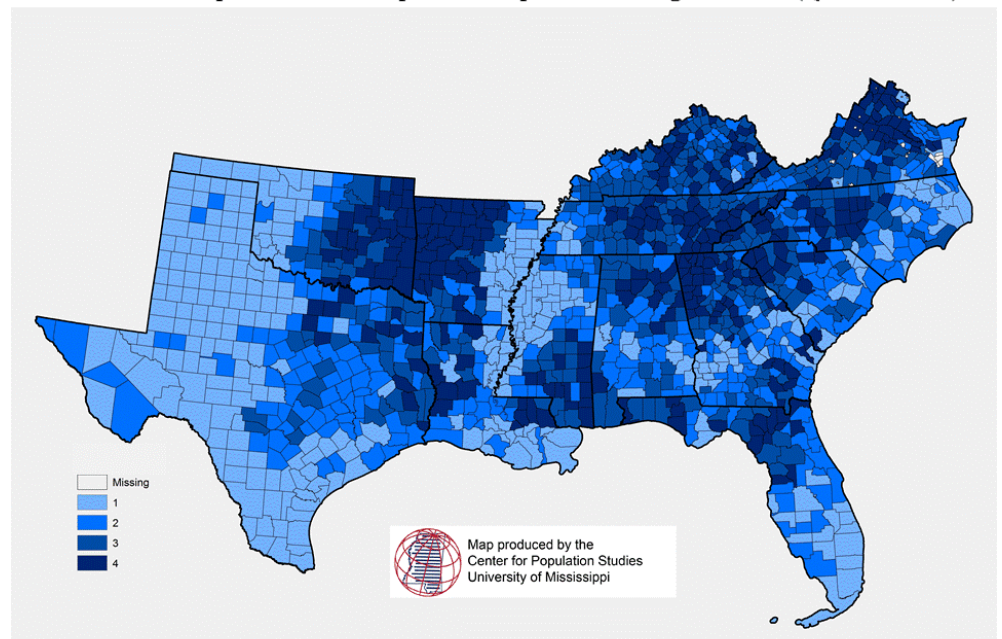 Missing
1
2
3
4
Map produced by the
Center for Population Studies
University of Mississippi